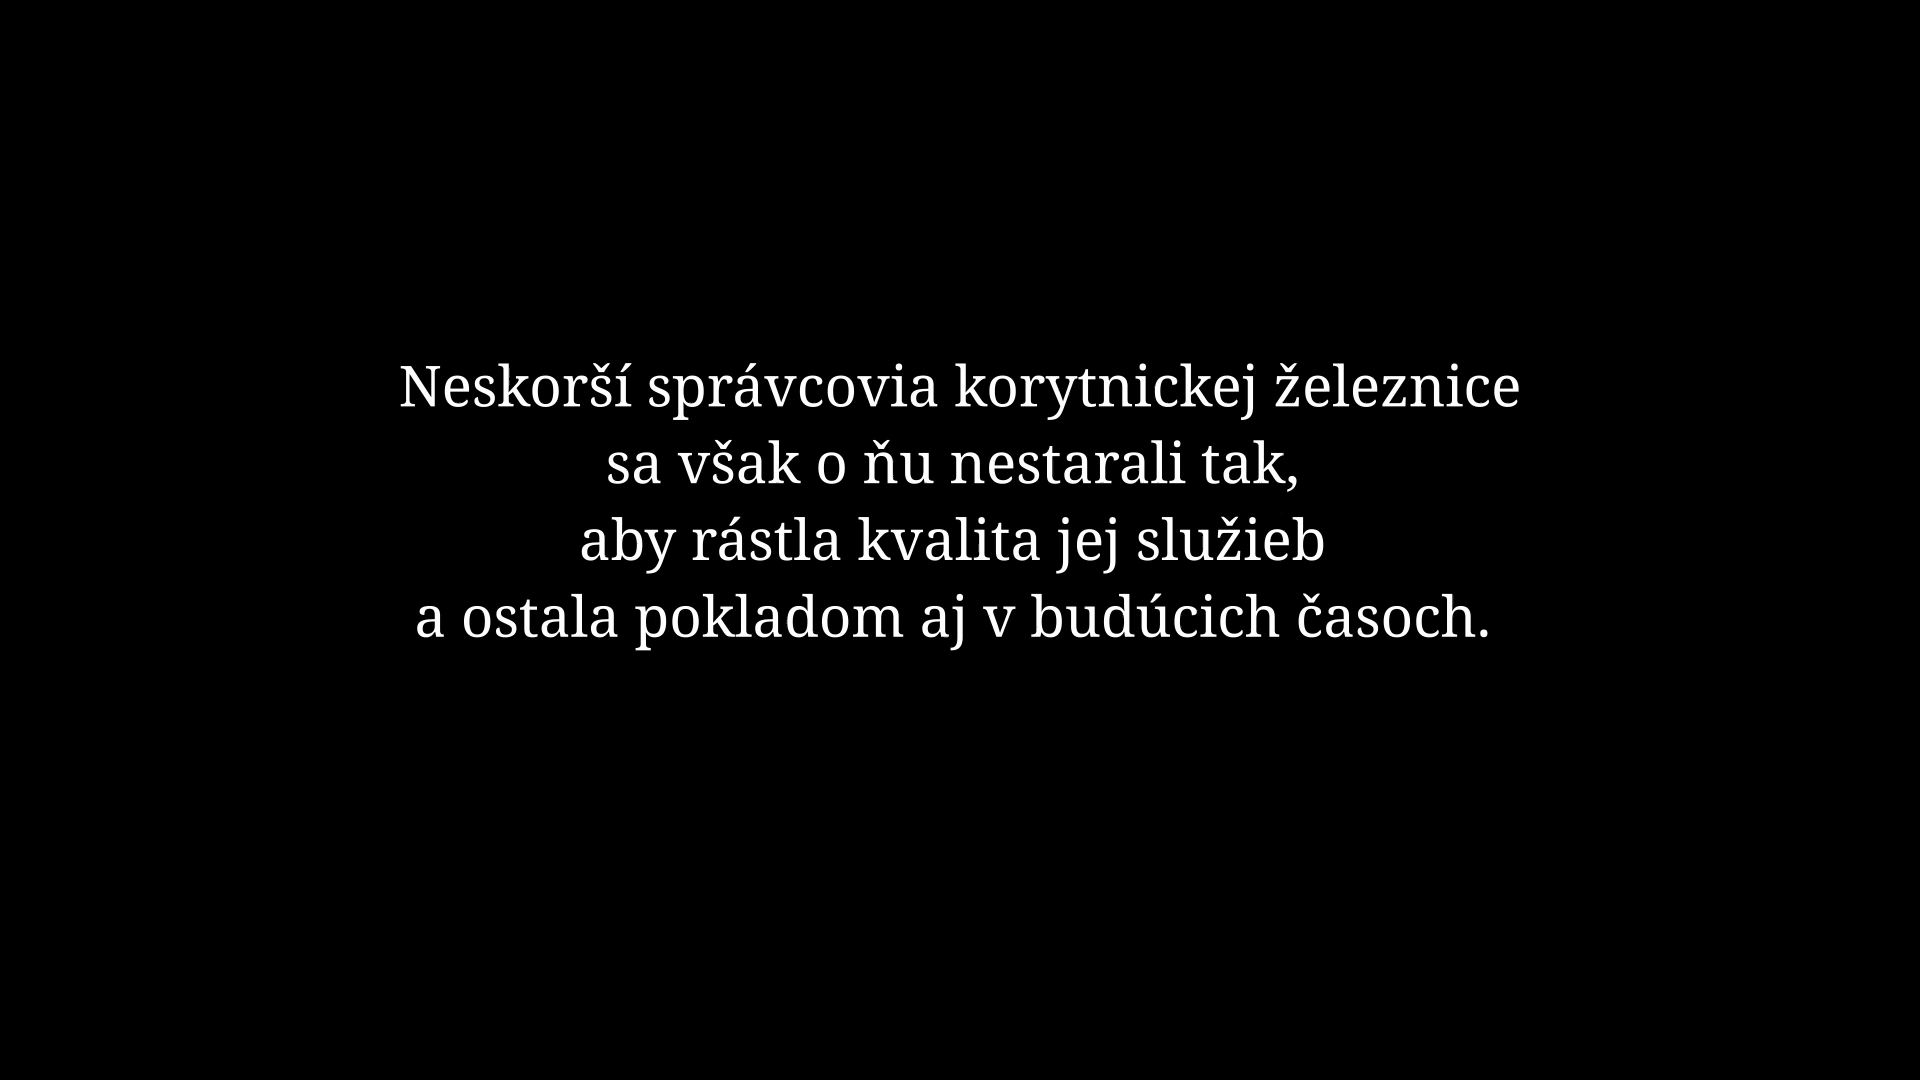 Neskorší správcovia korytnickej železnice
sa však o ňu nestarali tak,
aby rástla kvalita jej služieb
a ostala pokladom aj v budúcich časoch.